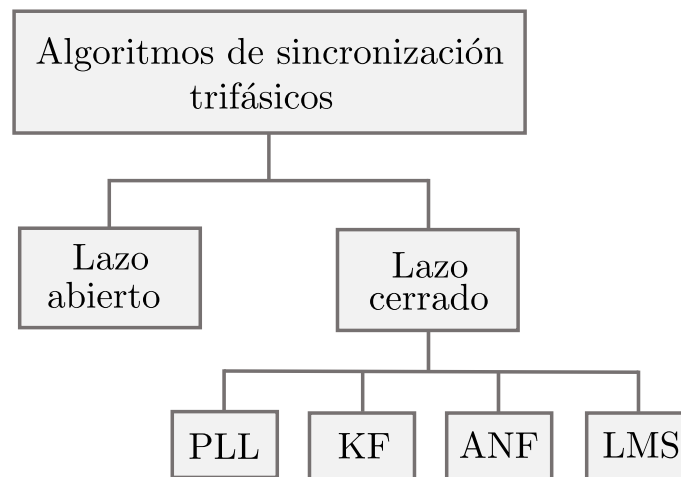 Algoritmos de sincronización
trifásicos
Lazo
abierto
Lazo
cerrado
PLL
KF
ANF
LMS